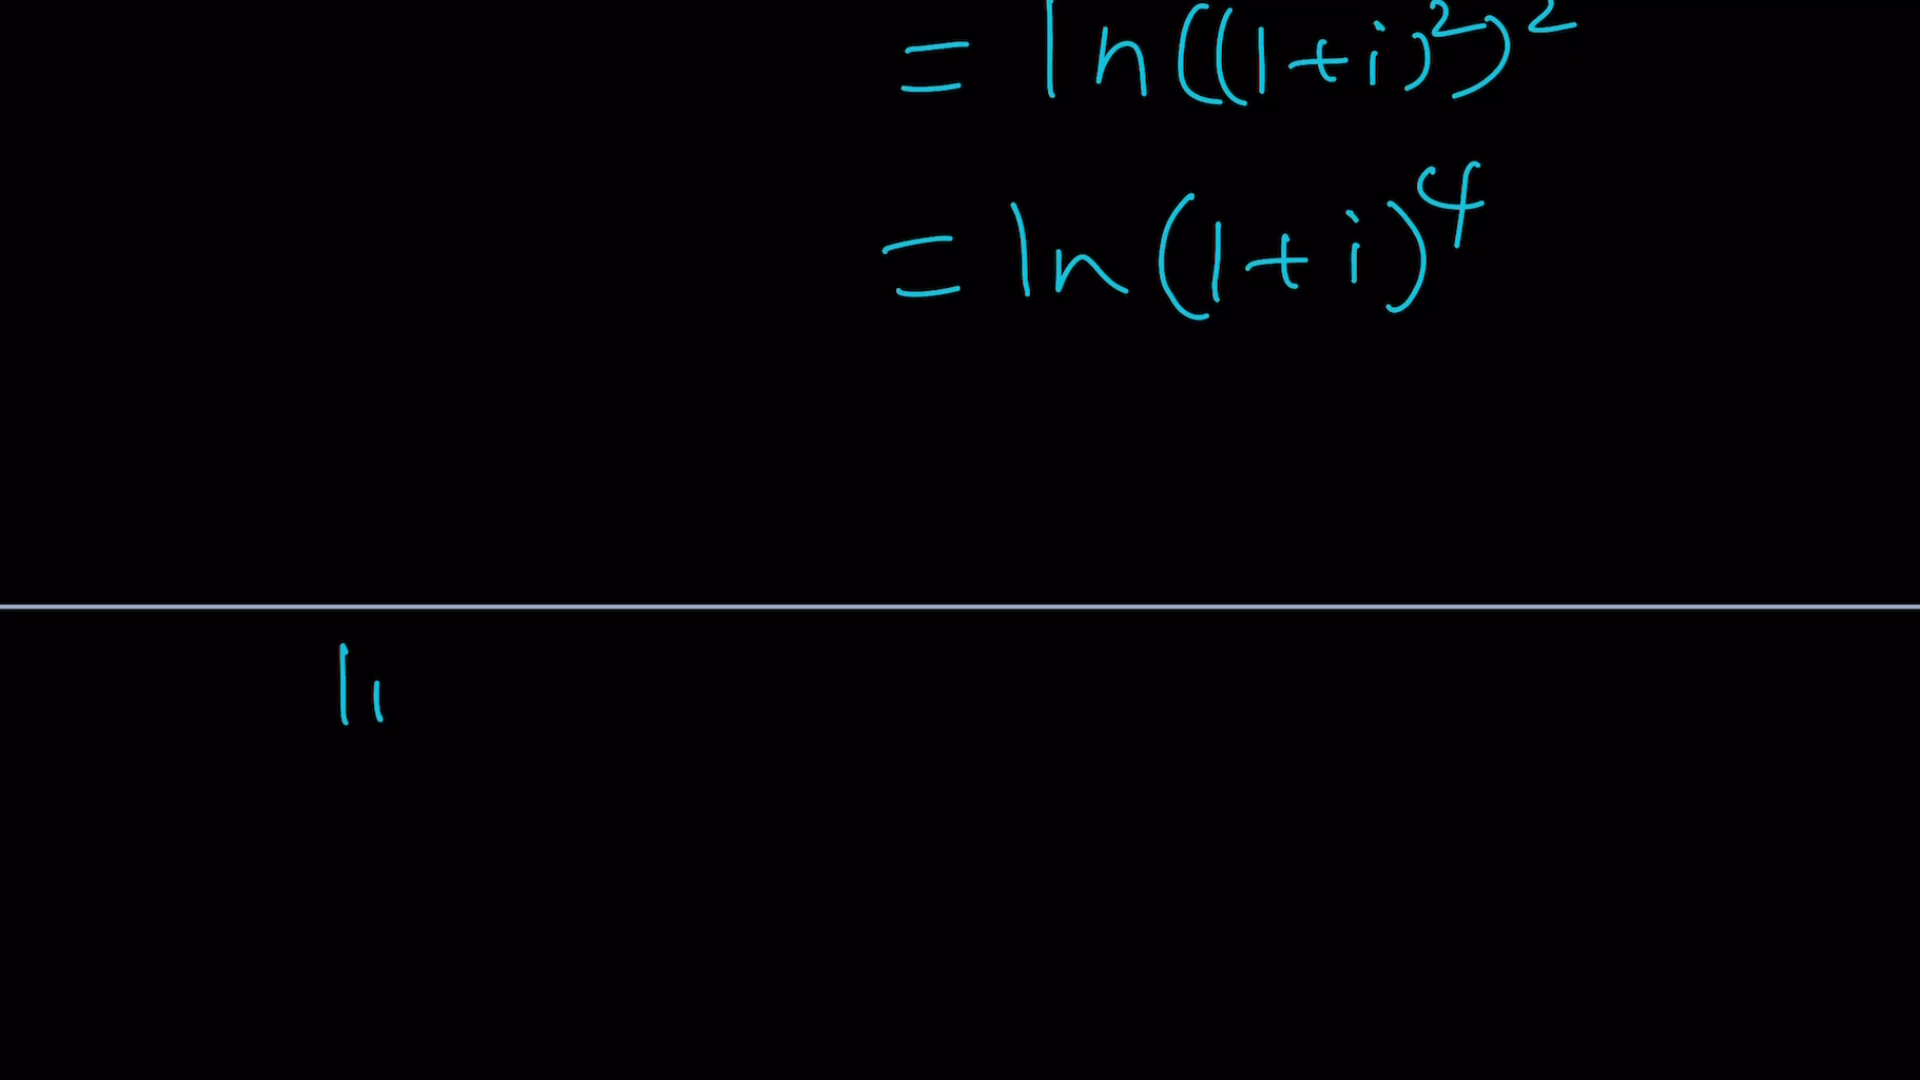 = ln((1+i)²)²
= ln(1+i)⁴